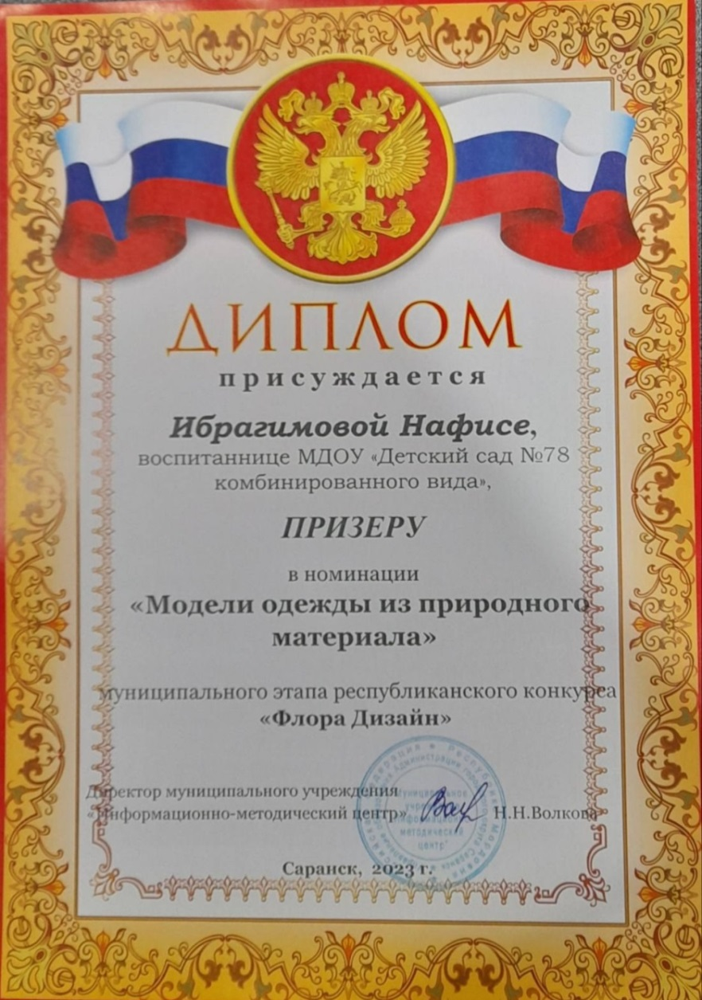 ДИПЛОМ
присуждается
Ибрагимовой Нафисе,
воспитаннице МДОУ «Детский сад №78
комбинированного вида»,
ПРИЗЕРУ
в номинации
«Модели одежды из природного
материала»
муниципального этапа республиканского конкурса
«Флора Дизайн»
Директор муниципального учреждения
«Информационно-методический центр» Н.Н.Волкова
Саранск, 2023 г.